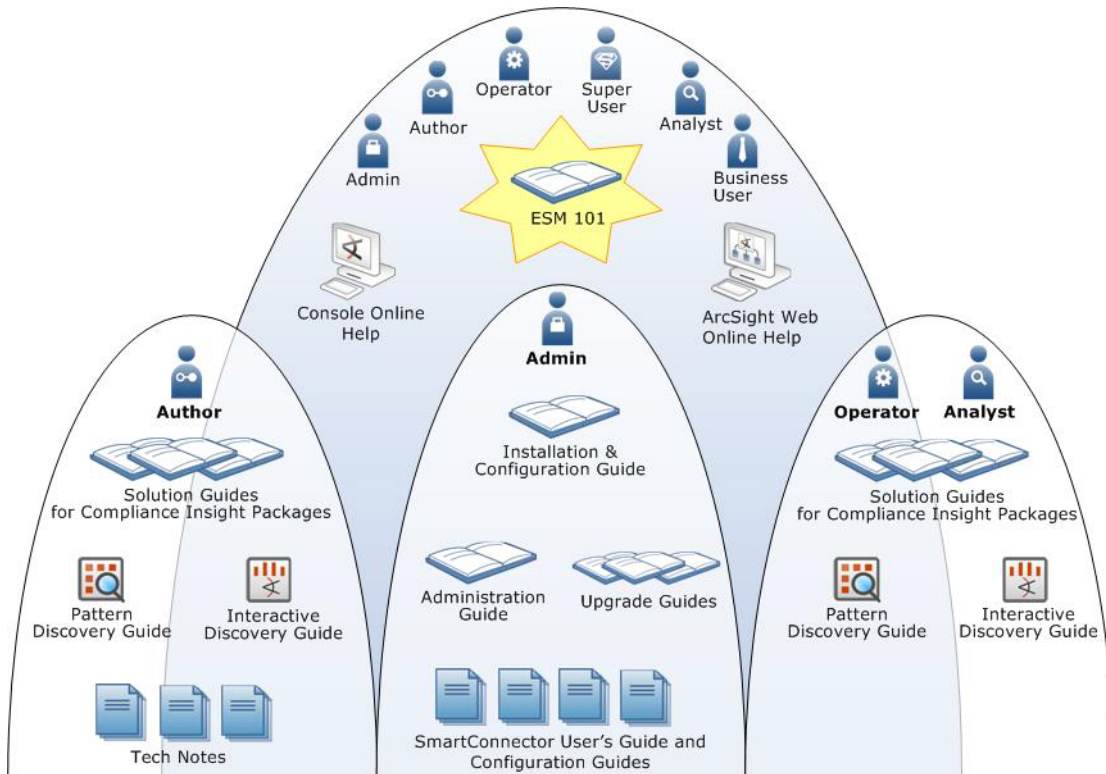 Operator
Super
User
Author
Analyst
Admin
Business
User
ESM 101
Console Online
Help
ArcSight Web
Online Help
Admin
Author
Operator
Analyst
Installation &
Configuration Guide
Solution Guides
for Compliance Insight Packages
Solution Guides
for Compliance Insight Packages
Administration
Guide
Upgrade Guides
Pattern
Discovery Guide
Interactive
Discovery Guide
Pattern
Discovery Guide
Interactive
Discovery Guide
Tech Notes
SmartConnector User's Guide and
Configuration Guides